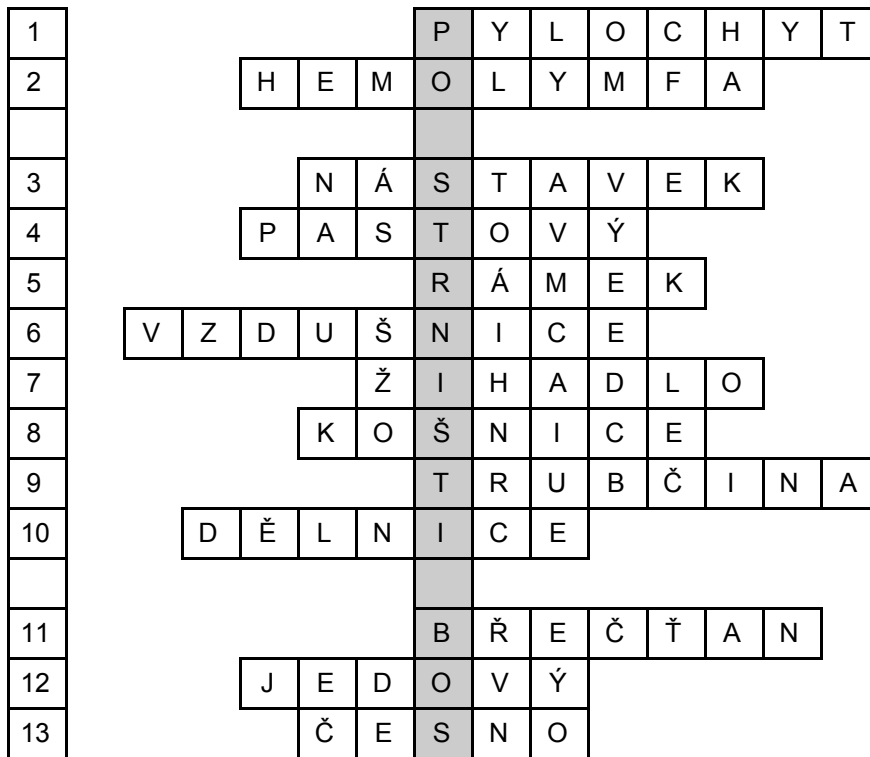 1 PYLOCHYT
2 HEMOLYMFA
3 NÁSTAVEK
4 PASTOVÝ
5 RÁMEK
6 VZDUŠNICE
7 ŽIHADLO
8 KOŠNICE
9 TRUBČINA
10 DĚLNICE
11 BŘEČŤAN
12 JEDOVÝ
13 ČESNO